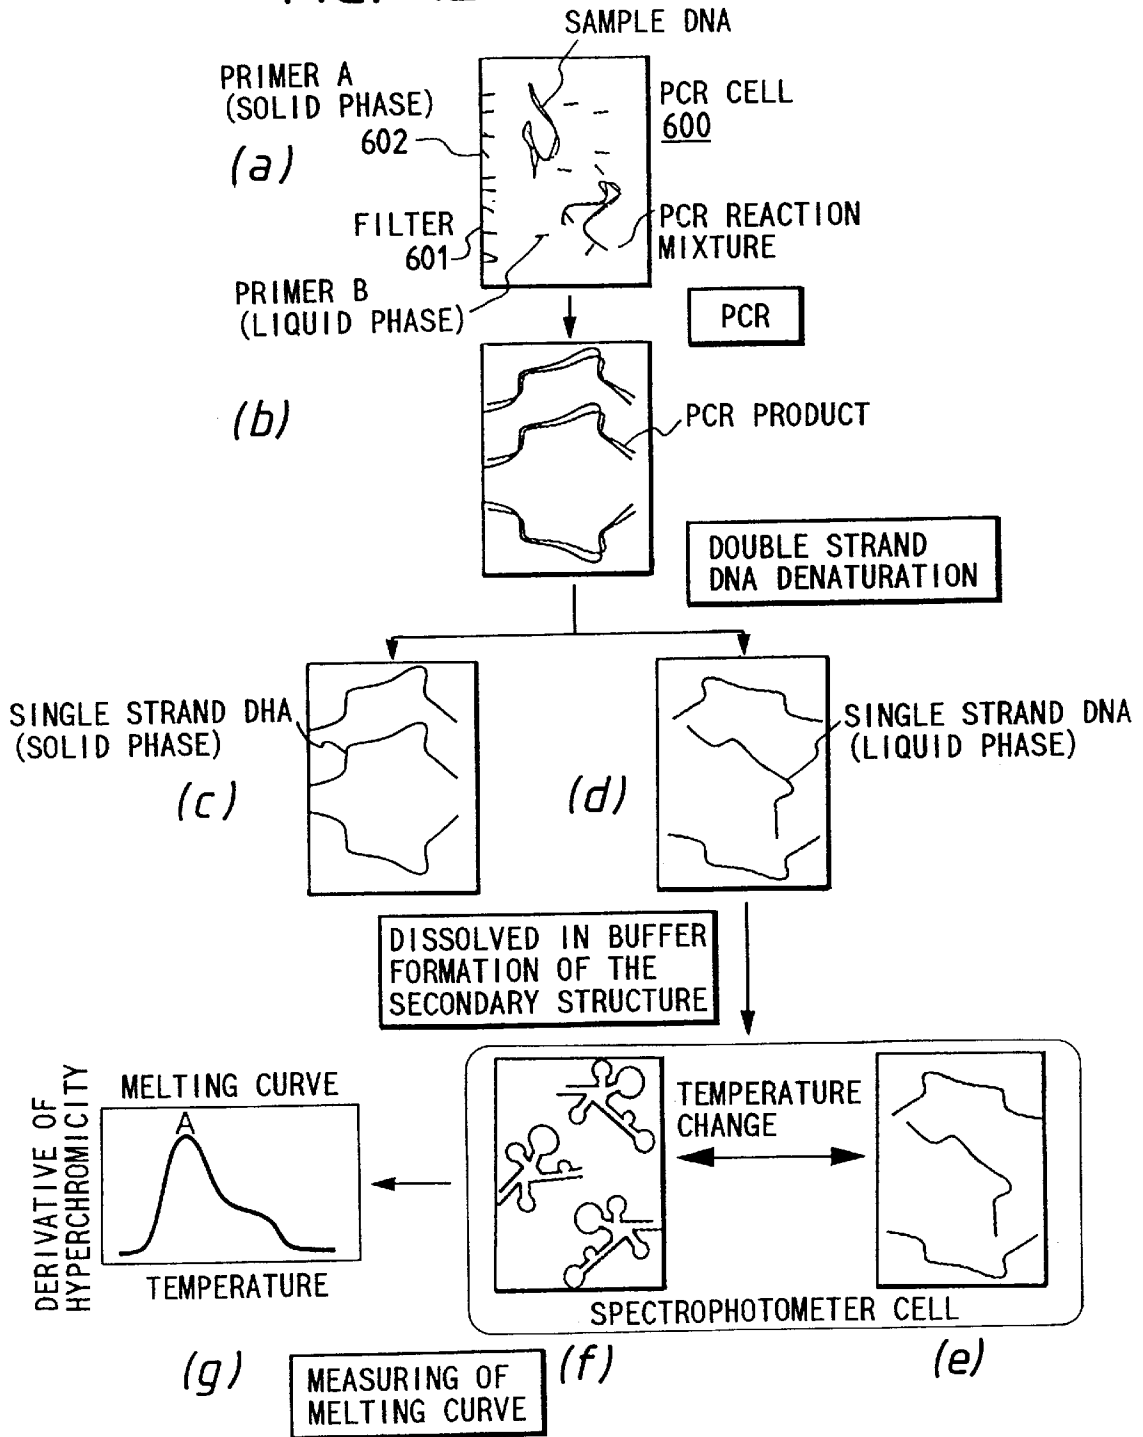 SAMPLE DNA
PRIMER A
(SOLID PHASE)
602
(a)
PCR CELL
600
FILTER
601
PCR REACTION
MIXTURE
PRIMER B
(LIQUID PHASE)
PCR
(b)
PCR PRODUCT
DOUBLE STRAND
DNA DENATURATION
SINGLE STRAND DHA
(SOLID PHASE)
(c)
(d)
SINGLE STRAND DNA
(LIQUID PHASE)
DISSOLVED IN BUFFER
FORMATION OF THE
SECONDARY STRUCTURE
DERIVATIVE OF
HYPERCHROMICITY
MELTING CURVE
A
TEMPERATURE
TEMPERATURE
CHANGE
SPECTROPHOTOMETER CELL
(g)
MEASURING OF
MELTING CURVE
(f)
(e)